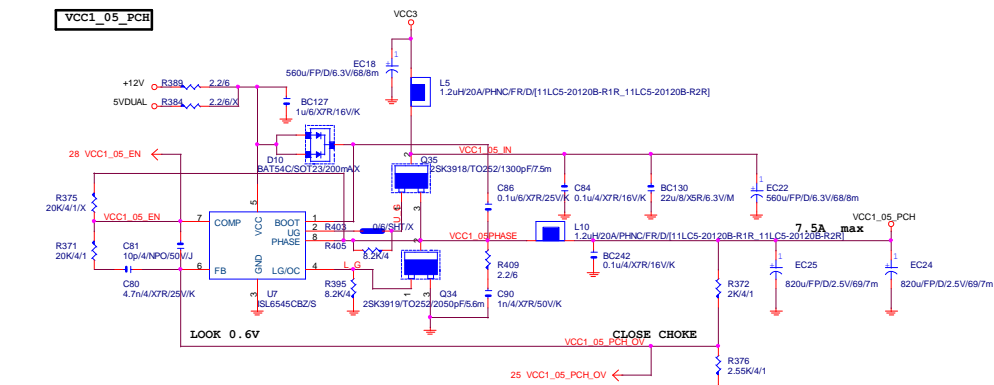 VCC1_05_PCH
VCC3
EC18
560u/FP/D/6.3V/68/8m
1
L5
1.2uH/20A/PHNC/FR/D/[11LC5-20120B-R1R_11LC5-20120B-R2R]
+12V
R389
2.2/6
5VDUAL
R384
2.2/6/X
BC127
1u/6/X7R/16V/K
28 VCC1_05_EN
D10
BAT54C/SOT23/200mA/X
2
Q35
VCC1_05_IN
2SK3918/TO252/1300pF/7.5m
R375
20K/4/1/X
C86
0.1u/6/X7R/25V/K
C84
0.1u/4/X7R/16V/K
BC130
22u/8/X5R/6.3V/M
1
EC22
560u/FP/D/6.3V/68/8m
VCC1_05_EN
7
COMP
5
VCC
BOOT
UG
PHASE
1
2
8
R403
0/6/SHT/X
U_G
1
3
VCC1_05PHASE
L10
1.2uH/20A/PHNC/FR/D/[11LC5-20120B-R1R_11LC5-20120B-R2R]
7.5A max
VCC1_05_PCH
R371
20K/4/1
C81
10p/4/NPO/50V/J
R405
8.2K/4
2
BC242
0.1u/4/X7R/16V/K
C80
4.7n/4/X7R/25V/K
6
FB
GND
LG/OC
4
L_G
R395
8.2K/4
R409
2.2/6
1
EC25
820u/FP/D/2.5V/69/7m
1
EC24
820u/FP/D/2.5V/69/7m
3
U7
ISL6545CBZ/S
1
3
Q34
2SK3919/TO252/2050pF/5.6m
C90
1n/4/X7R/50V/K
R372
2K/4/1
LOOK 0.6V
CLOSE CHOKE
VCC1_05_PCH_OV
25 VCC1_05_PCH_OV
R376
2.55K/4/1